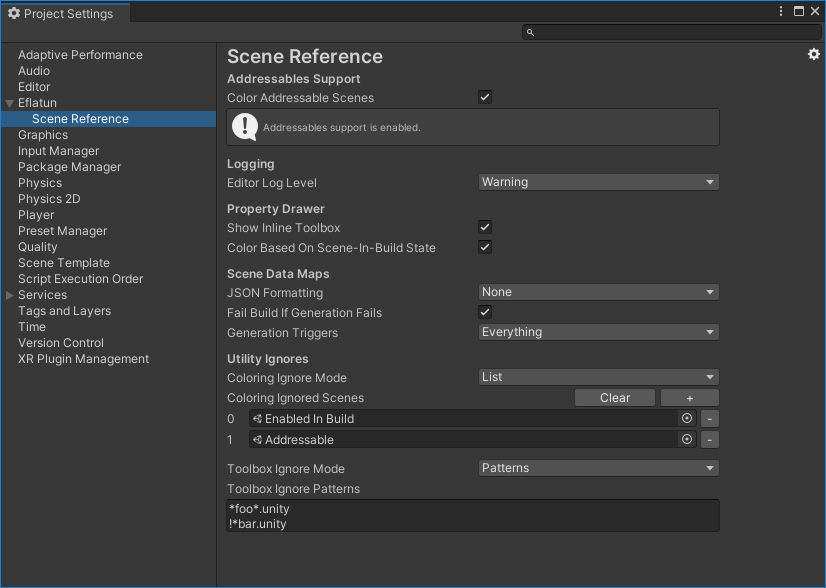 Project Settings
Adaptive Performance
Audio
Editor
Eflatun
Scene Reference
Graphics
Input Manager
Package Manager
Physics
Physics 2D
Player
Preset Manager
Quality
Scene Template
Script Execution Order
Services
Tags and Layers
Time
Version Control
XR Plugin Management
Scene Reference
Addressables Support
Color Addressable Scenes
Addressables support is enabled.
Logging
Editor Log Level Warning
Property Drawer
Show Inline Toolbox
Color Based On Scene-In-Build State
Scene Data Maps
JSON Formatting None
Fail Build If Generation Fails
Generation Triggers Everything
Utility Ignores
Coloring Ignore Mode List
Coloring Ignored Scenes Clear +
0 Enabled In Build -
1 Addressable -
Toolbox Ignore Mode Patterns
Toolbox Ignore Patterns
*foo*.unity
!*bar.unity